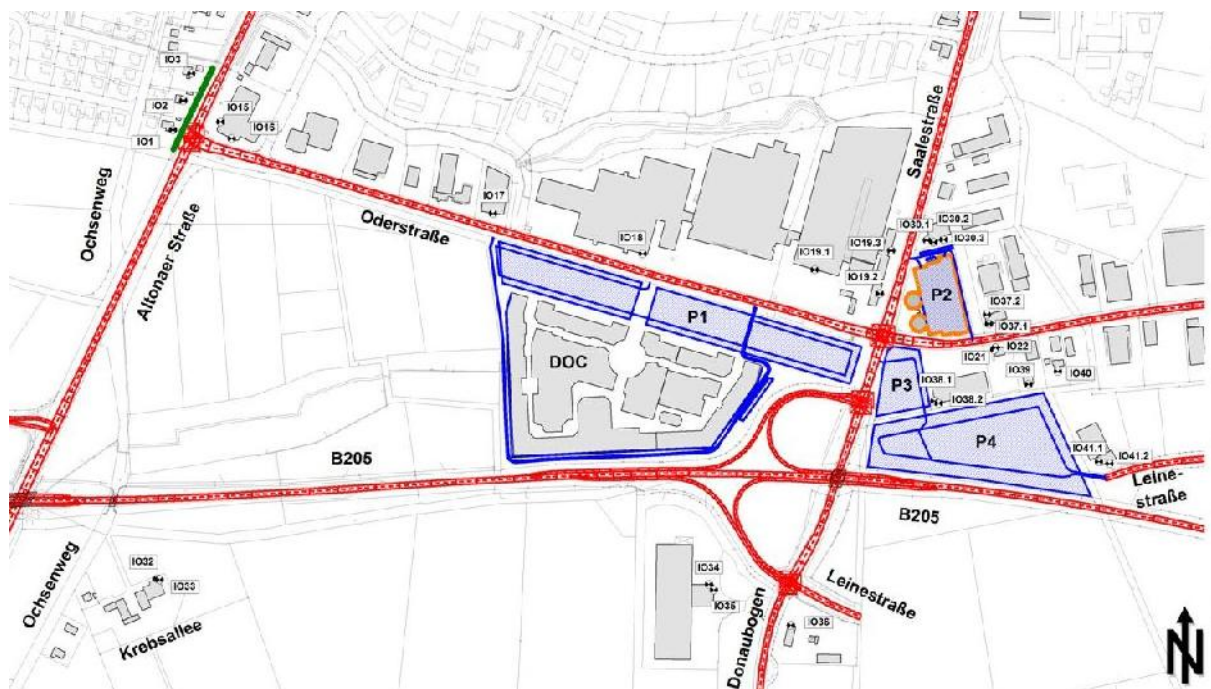 IO3
IO2
IO1
IO15
IO16
Ochsenweg
Altonaer Straße
Oderstraße
IO17
IO18
IO19.1
IO19.3
IO19.2
Saalestraße
IO30.1
IO30.2
IO30.3
P2
IO37.2
IO37.1
IO21
IO22
IO39
IO40
P1
DOC
P3
IO38.1
IO38.2
P4
IO41.1
IO41.2
Leine-
straße
B205
B205
Ochsenweg
IO32
IO33
Krebsallee
IO34
IO35
IO36
Donaubogen
Leinestraße
N